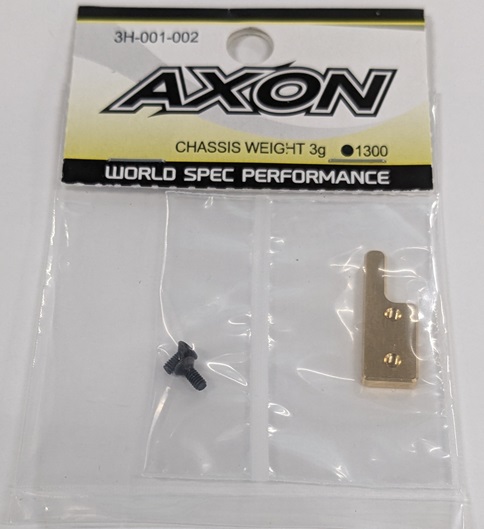 3H-001-002
AXON
CHASSIS WEIGHT 3g ●1300
WORLD SPEC PERFORMANCE